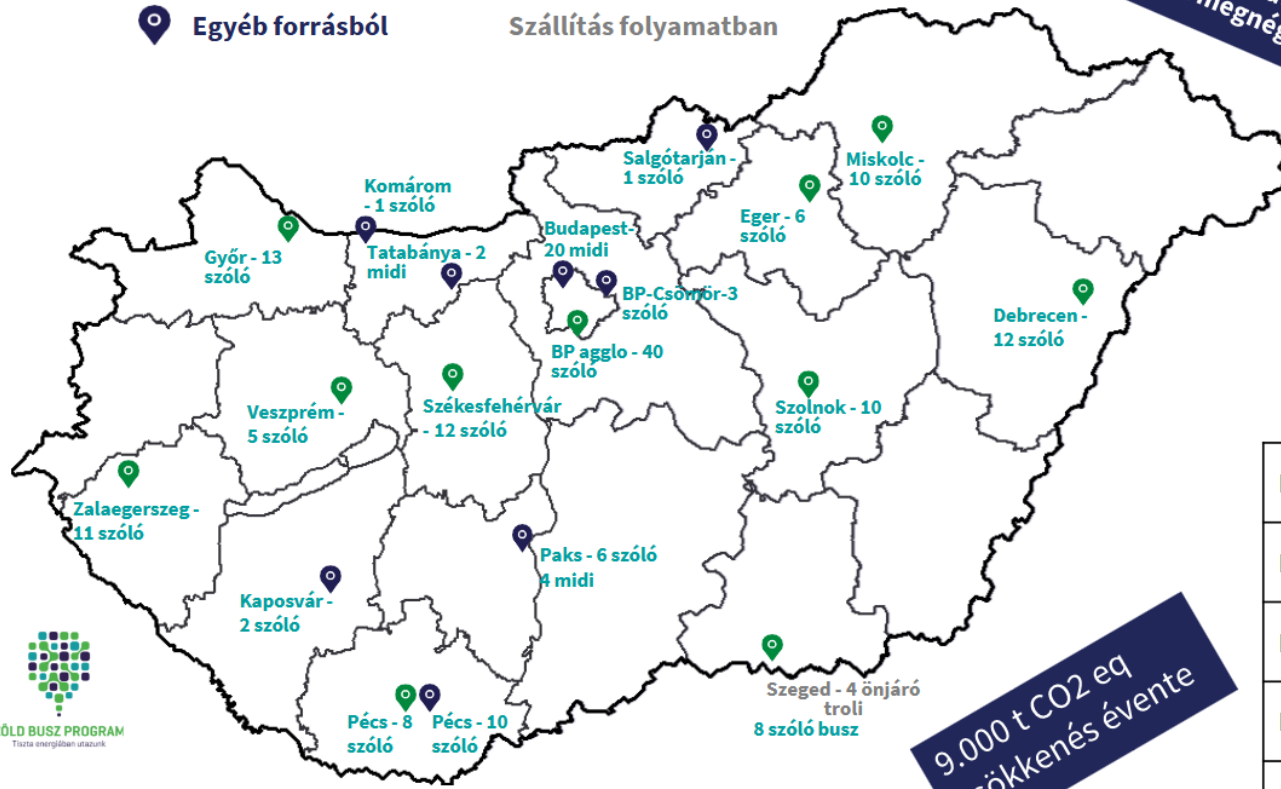 Egyéb forrásból
Szállítás folyamatban
Salgótarján -
1 szóló
Miskolc -
10 szóló
Komárom
- 1 szóló
Eger - 6
szóló
Budapest-
20 midi
Győr - 13
szóló
Tatabánya - 2
midi
BP-Csömör-3
szóló
Debrecen -
12 szóló
BP agglo - 40
szóló
Veszprém -
5 szóló
Székesfehérvár
- 12 szóló
Szolnok - 10
szóló
Zalaegerszeg -
11 szóló
Paks - 6 szóló
4 midi
Kaposvár -
2 szóló
Pécs - 8
szóló
Pécs - 10
szóló
Szeged - 4 önjáró
troli
8 szóló busz
9.000 t CO2 eq
évente
BUSZ PROGRAM
Tiszta energiában utazunk